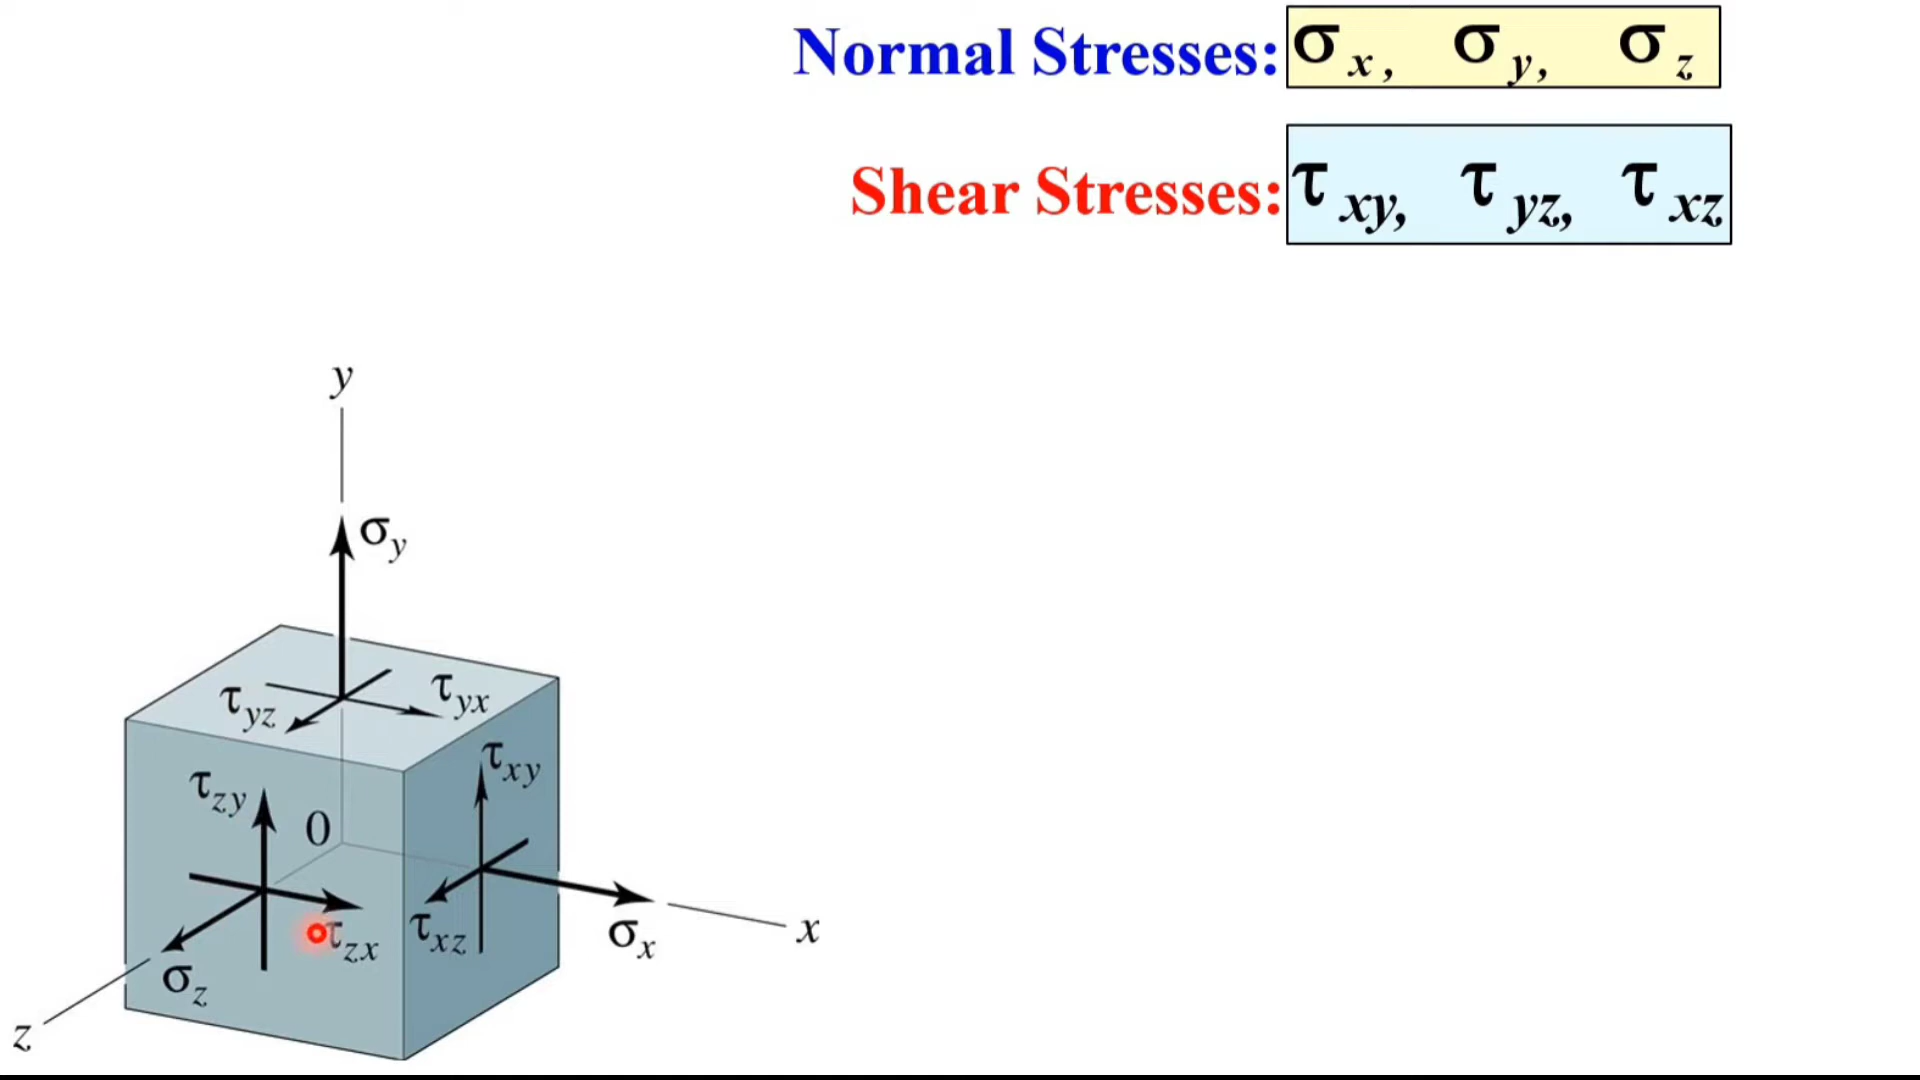 Normal Stresses: σx, σy, σz
Shear Stresses: τxy, τyz, τxz
y
σy
τyz
τyx
τxy
τzy
0
τzx
τxz
σx
x
σz
z